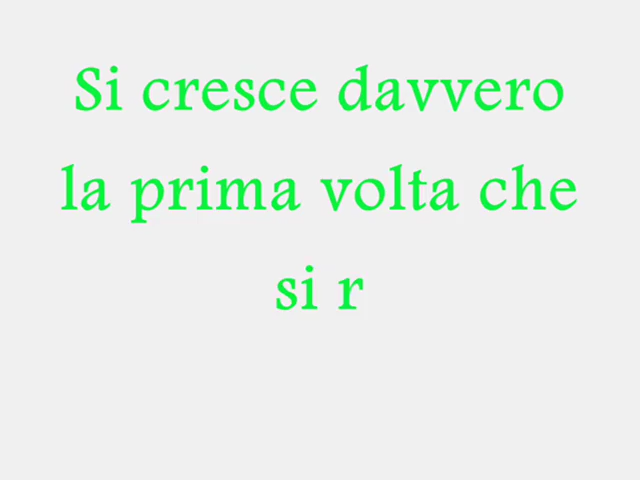 Si cresce davvero
la prima volta che
si r